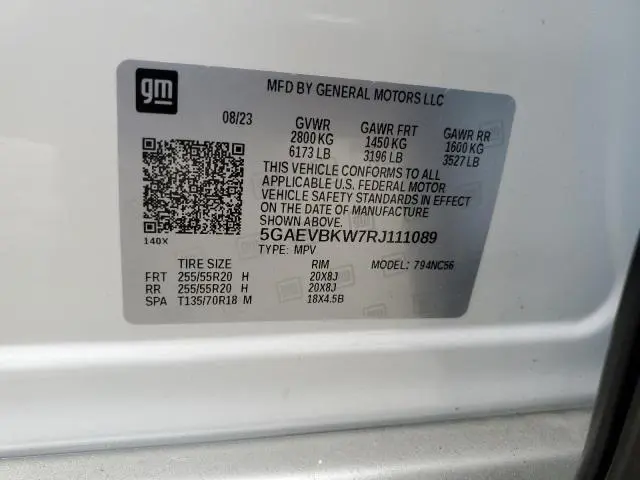 gm
MFD BY GENERAL MOTORS LLC
08/23 GVWR GAWR FRT GAWR RR
2800 KG 1450 KG 1600 KG
6173 LB 3196 LB 3527 LB
THIS VEHICLE CONFORMS TO ALL
APPLICABLE U.S. FEDERAL MOTOR
VEHICLE SAFETY STANDARDS IN EFFECT
ON THE DATE OF MANUFACTURE
SHOWN ABOVE.
140X
5GAEVBKW7RJ111089
TYPE: MPV MODEL: 794NC56
TIRE SIZE RIM
FRT 255/55R20 H 20X8J
RR 255/55R20 H 20X8J
SPA T135/70R18 M 18X4.5B